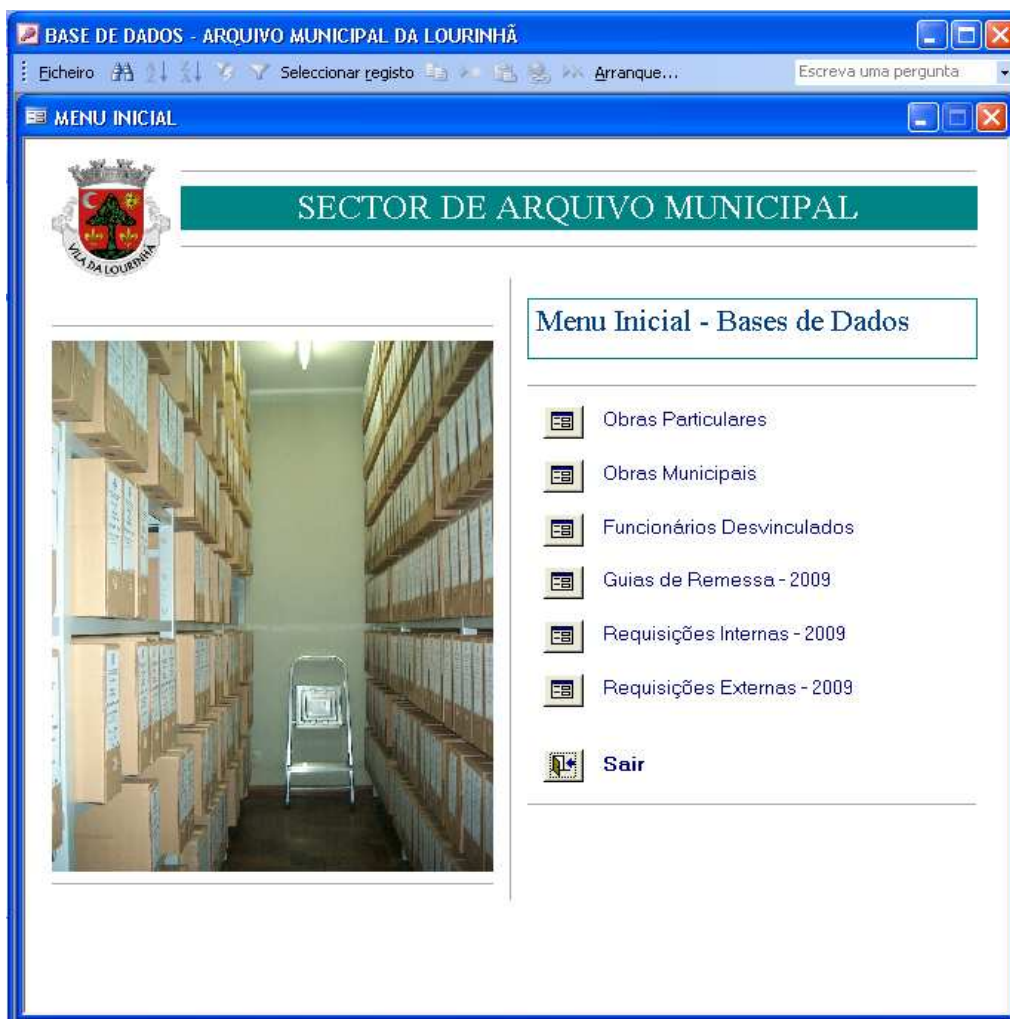 BASE DE DADOS - ARQUIVO MUNICIPAL DA LOURINHÃ
Ficheiro Seleccionar registo Arranque... Escreva uma pergunta
MENU INICIAL
SECTOR DE ARQUIVO MUNICIPAL
VILA DA LOURINHÃ
Menu Inicial - Bases de Dados
Obras Particulares
Obras Municipais
Funcionários Desvinculados
Guias de Remessa - 2009
Requisições Internas - 2009
Requisições Externas - 2009
Sair